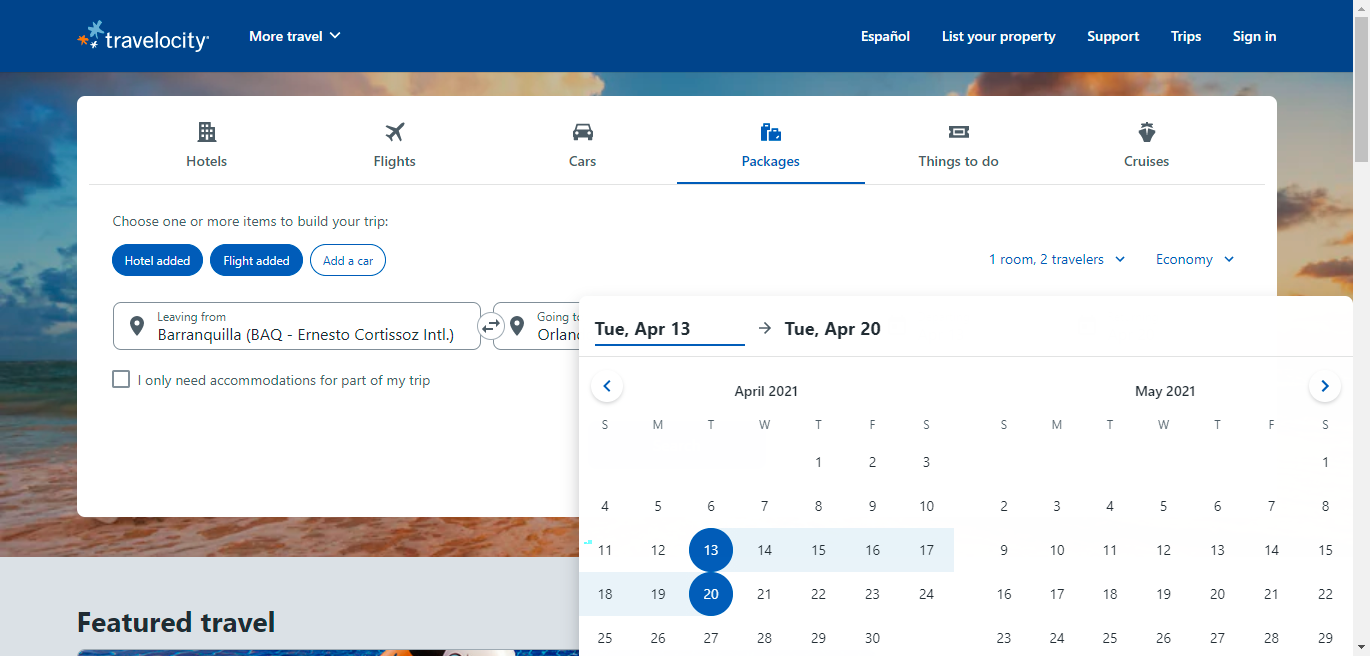 travelocity
More travel
Español
List your property
Support
Trips
Sign in
Hotels
Flights
Cars
Packages
Things to do
Cruises
Choose one or more items to build your trip:
Hotel added
Flight added
Add a car
1 room, 2 travelers
Economy
Leaving from
Barranquilla (BAQ - Ernesto Cortissoz Intl.)
Going to
I only need accommodations for part of my trip
Tue, Apr 13
Tue, Apr 20
April 2021
S M T W T F S
1 2 3
4 5 6 7 8 9 10
11 12 13 14 15 16 17
18 19 20 21 22 23 24
25 26 27 28 29 30
May 2021
S M T W T F S
1
2 3 4 5 6 7 8
9 10 11 12 13 14 15
16 17 18 19 20 21 22
23 24 25 26 27 28 29
Featured travel